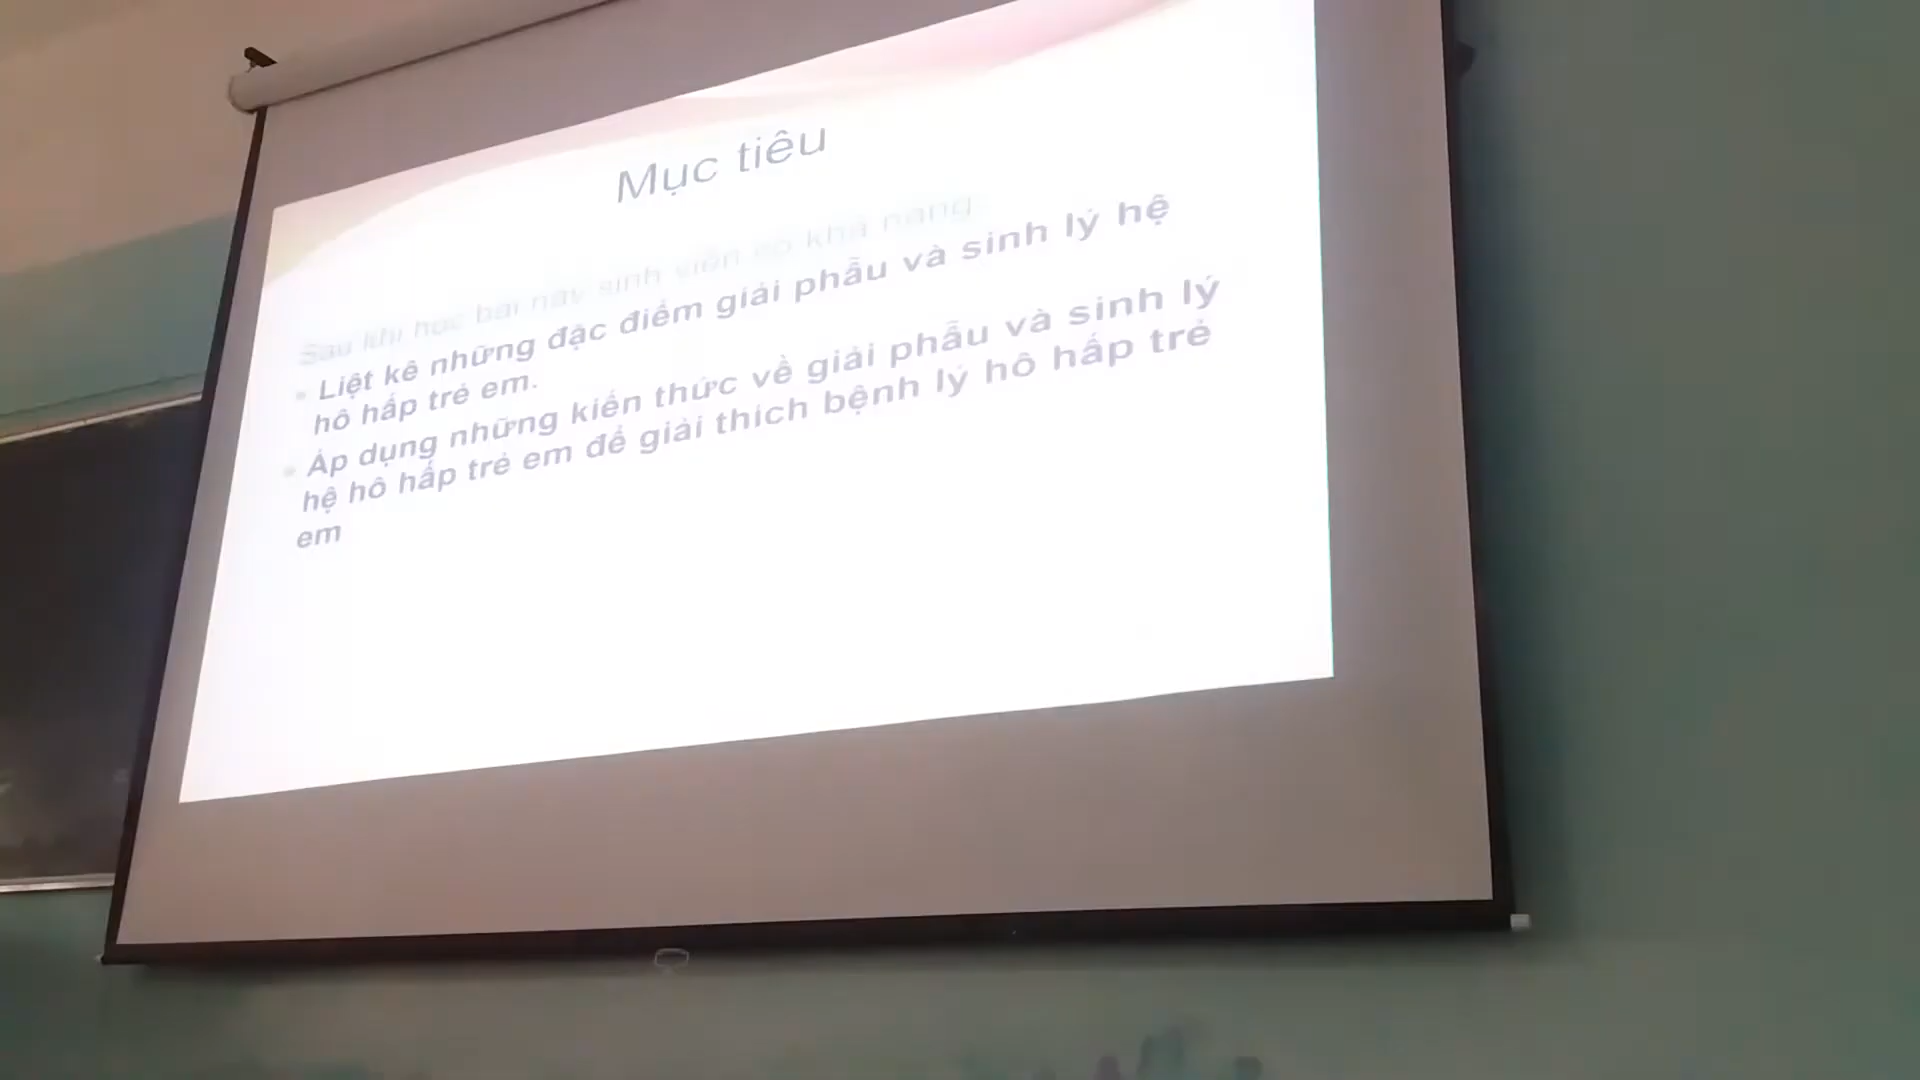 Mục tiêu
Sau khi học bài này sinh viên có khả năng:
Liệt kê những đặc điểm giải phẫu và sinh lý hệ
hô hấp trẻ em.
Áp dụng những kiến thức về giải phẫu và sinh lý
hệ hô hấp trẻ em để giải thích bệnh lý hô hấp trẻ
em